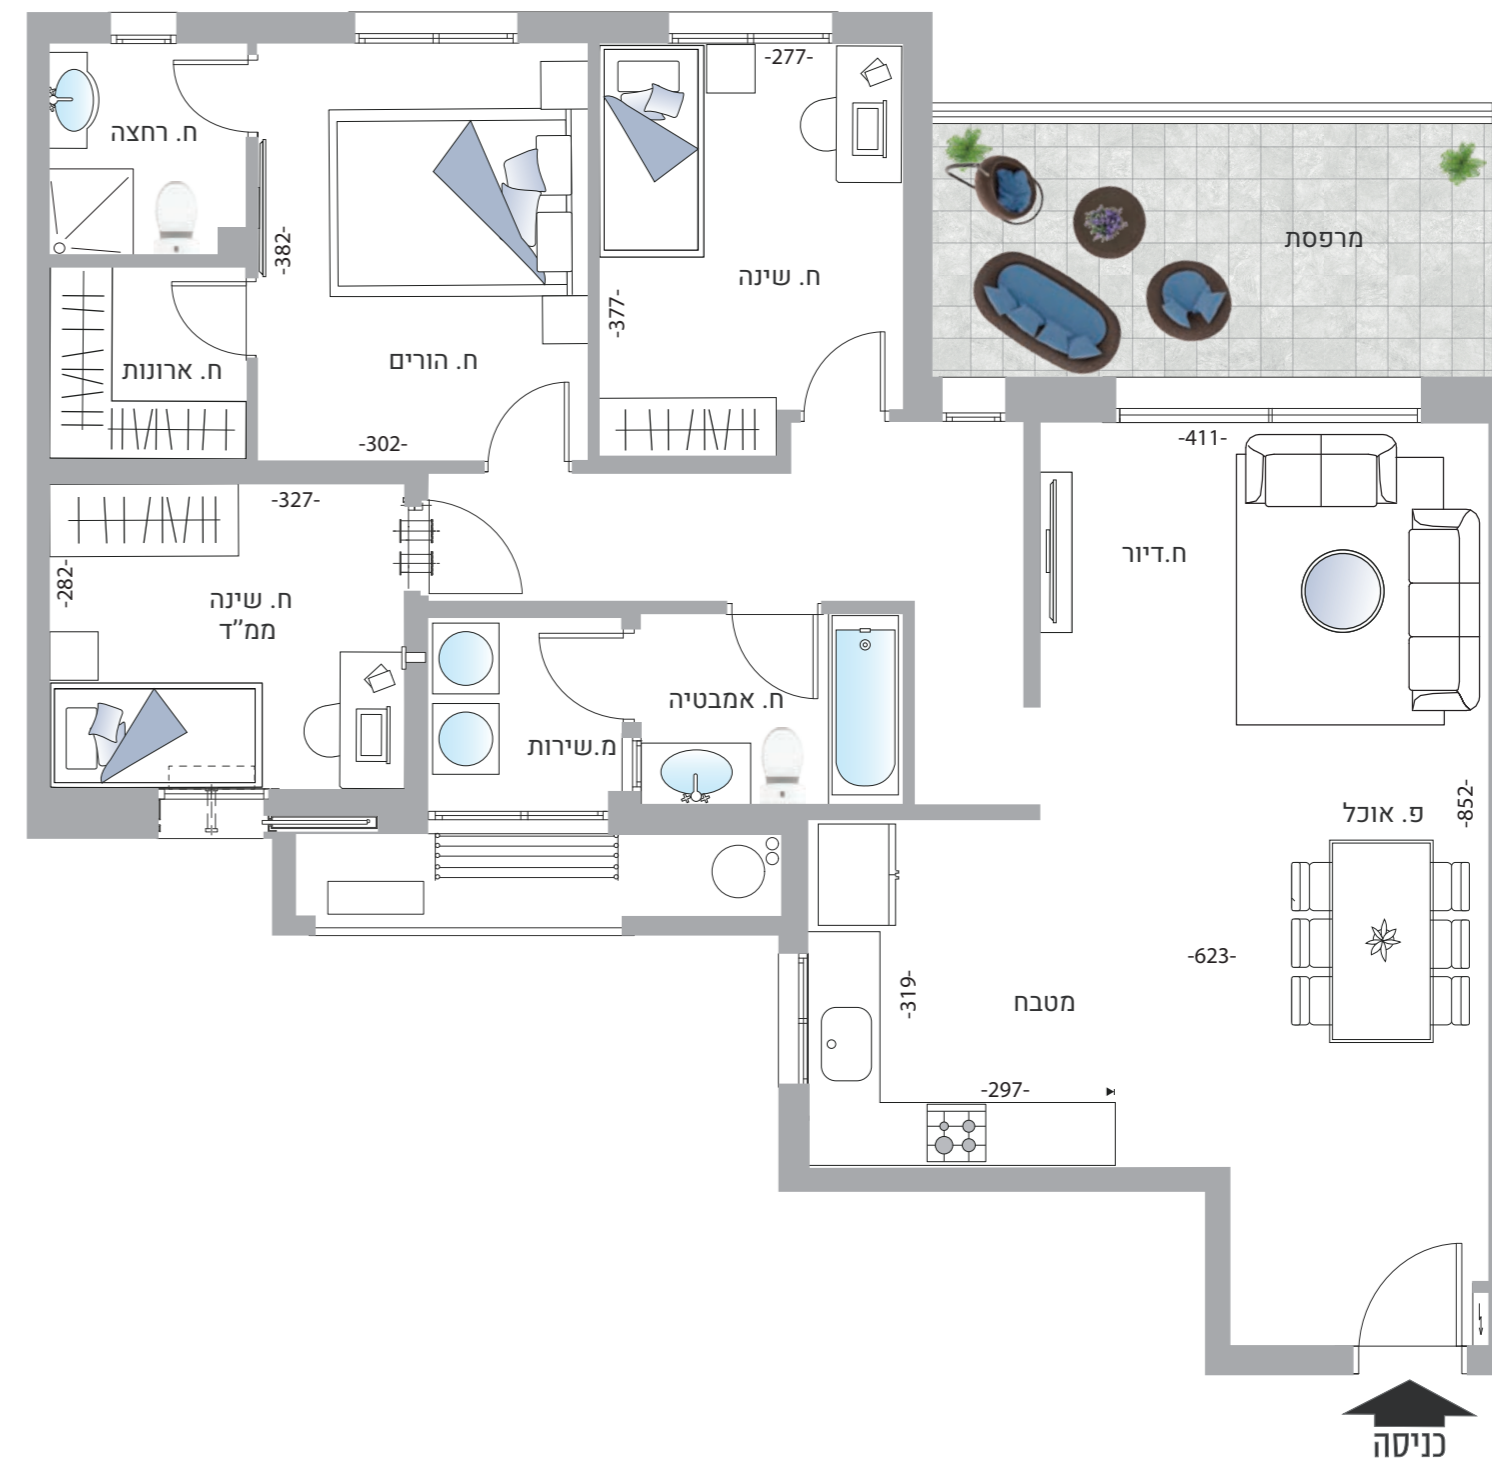 -277-
ח. רחצה
מרפסת
-382-
ח. שינה
-377-
ח. הורים
ח. ארונות
-302-
-411-
-327-
ח.דיור
-282-
ח. שינה
ממ"ד
ח. אמבטיה
מ.שירות
-852-
פ. אוכל
-623-
-319-
מטבח
-297-
כניסה